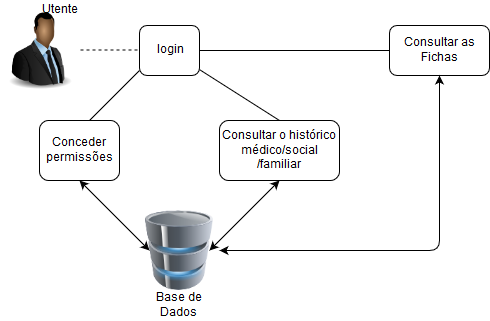 Utente
login
Consultar as
Fichas
Conceder
permissões
Consultar o histórico
médico/social
/familiar
Base de
Dados